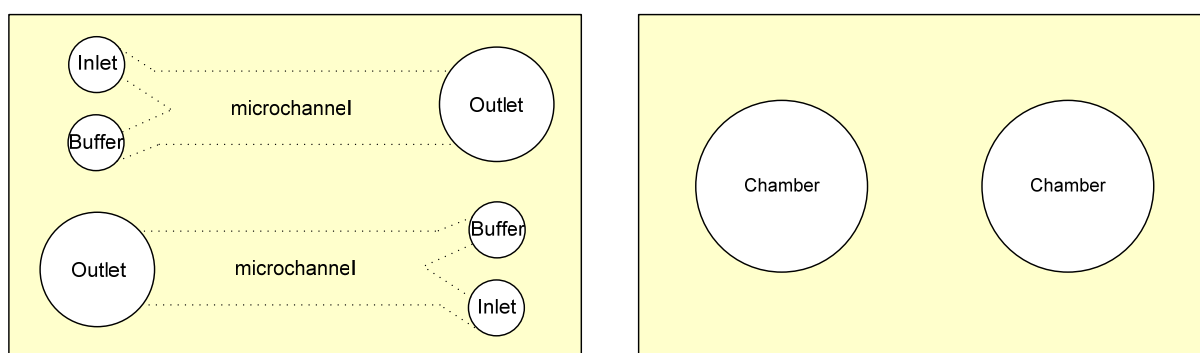 Inlet
microchannel
Outlet
Buffer
Outlet
microchannel
Buffer
Inlet
Chamber
Chamber